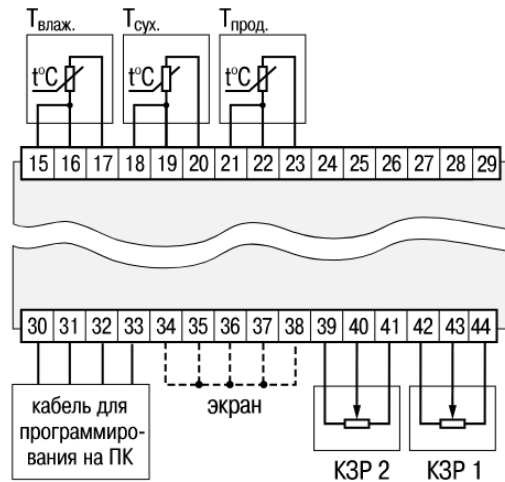 Tвлаж. Tсух. Tпрод.
t°C t°C t°C
15 16 17 18 19 20 21 22 23 24 25 26 27 28 29
30 31 32 33 34 35 36 37 38 39 40 41 42 43 44
кабель для
программиро-
вания на ПК
экран
КЗР 2 КЗР 1